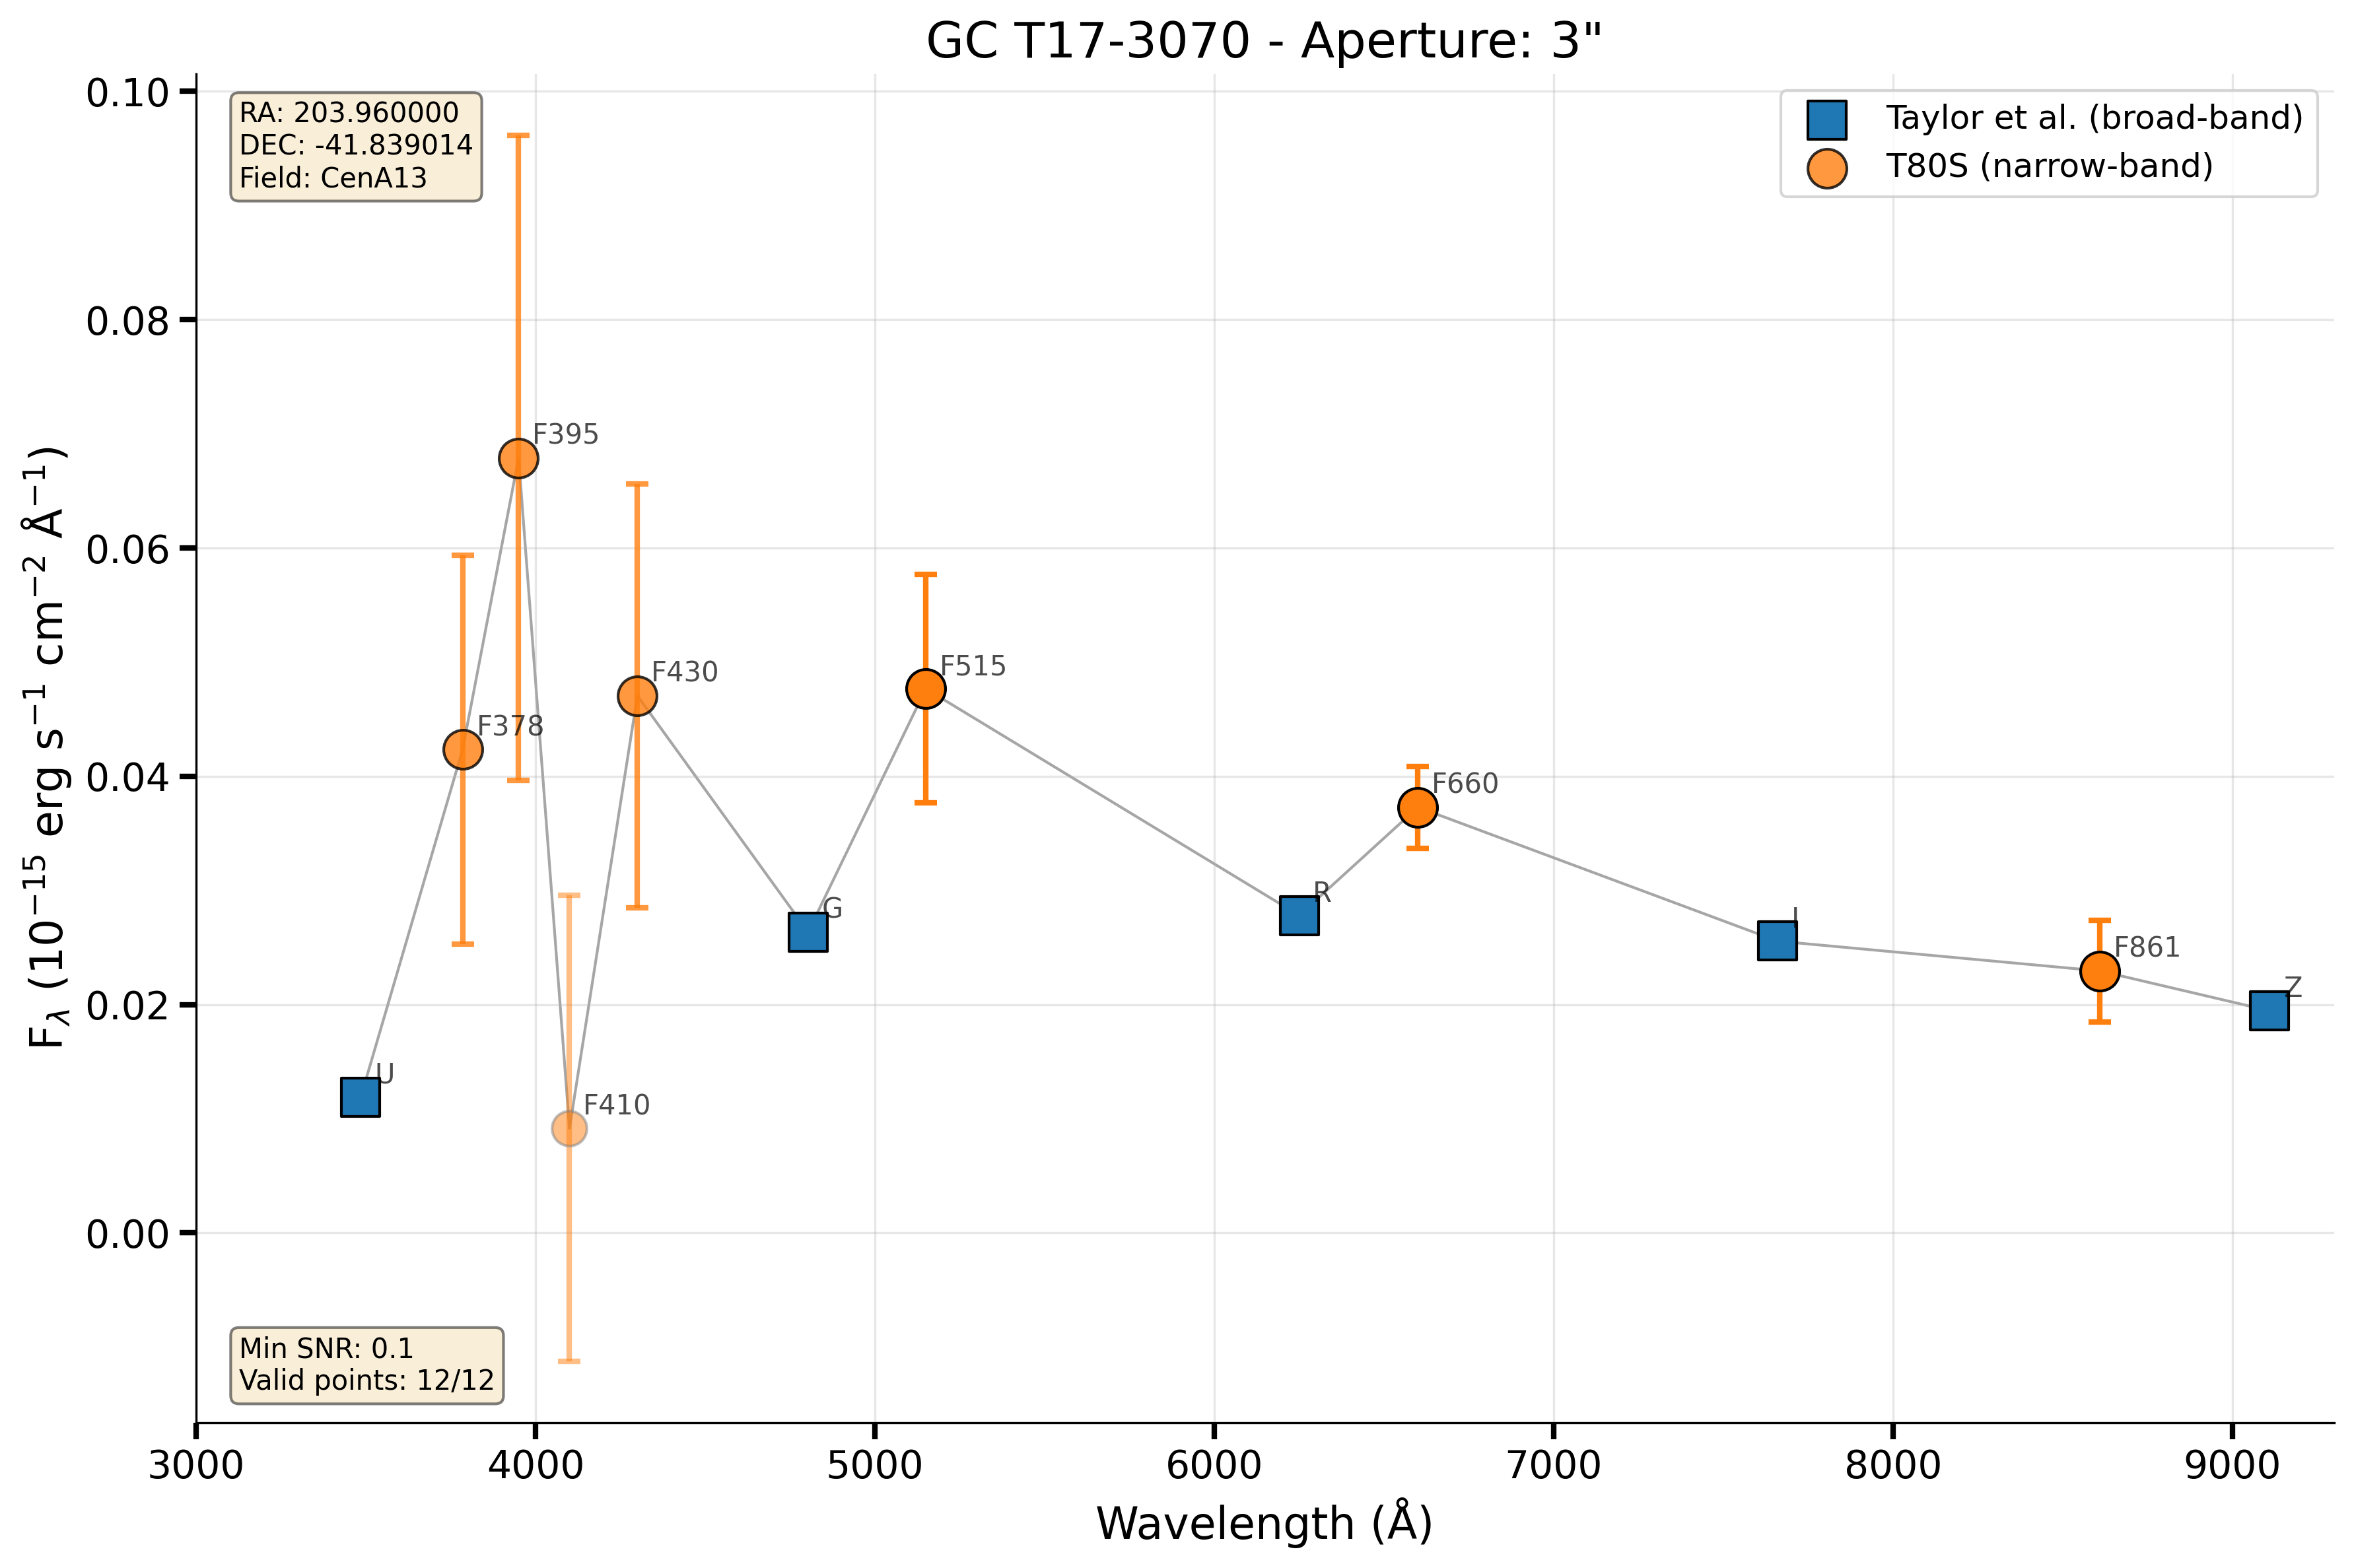 GC T17-3070 - Aperture: 3"
RA: 203.960000
DEC: -41.839014
Field: CenA13
Taylor et al. (broad-band)
T80S (narrow-band)
0.10
0.08
0.06
0.04
0.02
0.00
F$_λ$ (10$^{−15}$ erg s$^{−1}$ cm$^{−2}$ Å$^{−1}$)
F395
F378
F430
F515
F660
G
R
I
F861
Z
U
F410
Min SNR: 0.1
Valid points: 12/12
3000 4000 5000 6000 7000 8000 9000
Wavelength (Å)